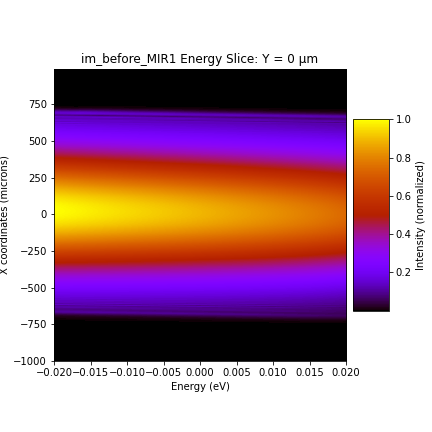 im_before_MIR1 Energy Slice: Y = 0 μm
750
500
250
0
−250
−500
−750
−1000
X coordinates (microns)
−0.020 −0.015 −0.010 −0.005 0.000 0.005 0.010 0.015 0.020
Energy (eV)
1.0
0.8
0.6
0.4
0.2
Intensity (normalized)